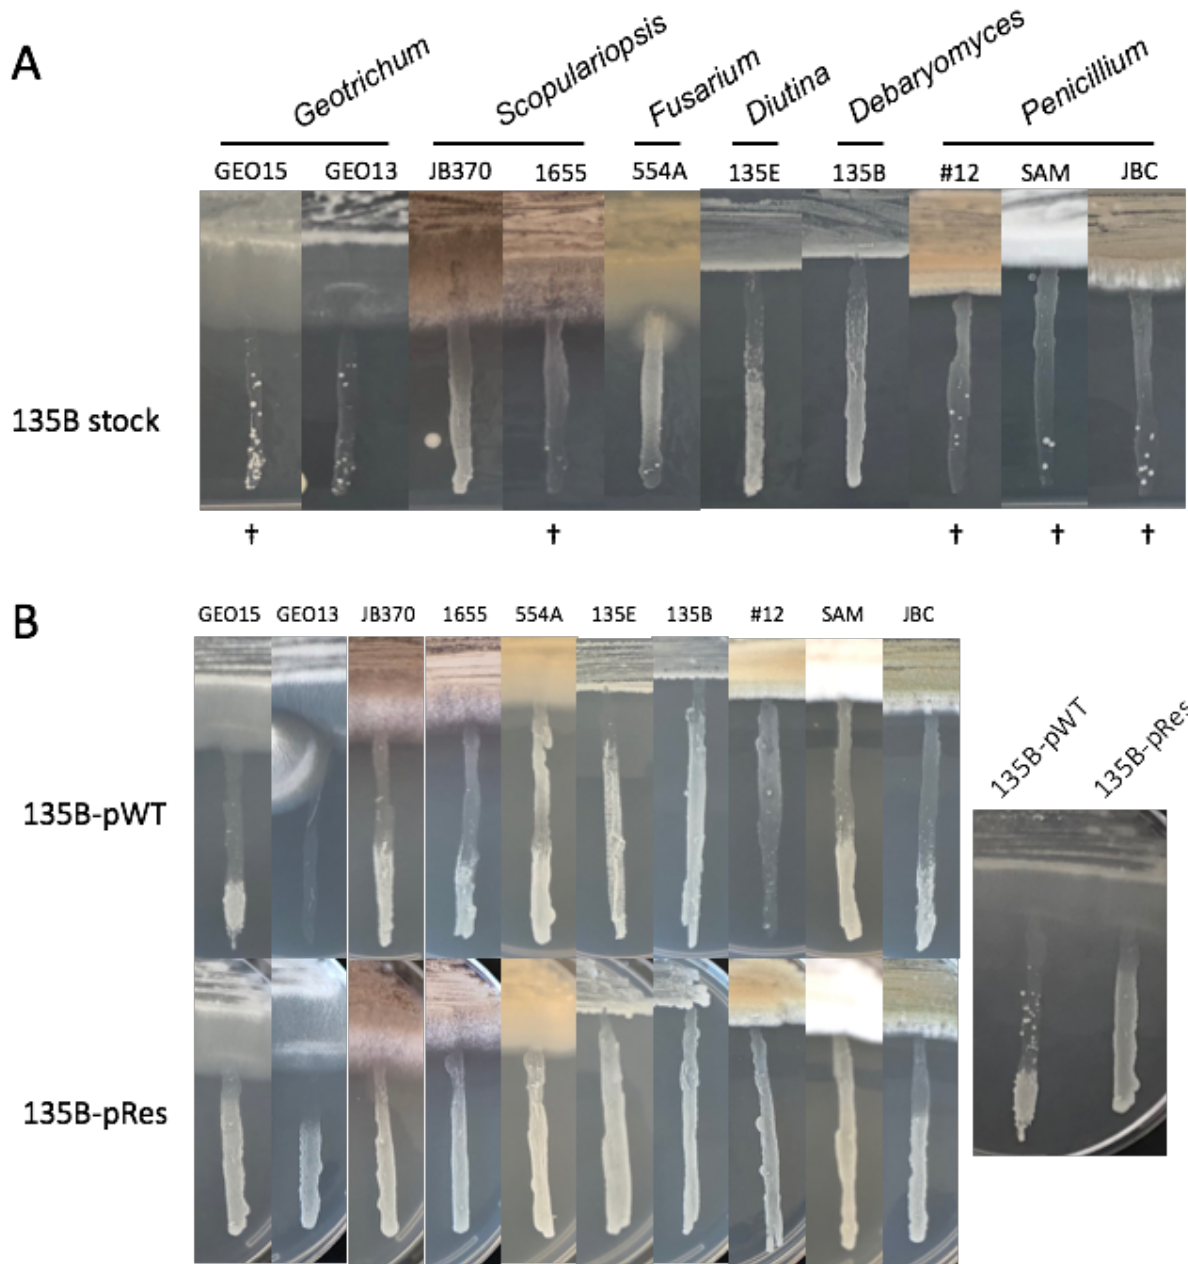 A
Geotrichum Scopulariopsis Fusarium Diutina Debaryomyces Penicillium
GEO15 GEO13 JB370 1655 554A 135E 135B #12 SAM JBC
135B stock
† † † † †
B
GEO15 GEO13 JB370 1655 554A 135E 135B #12 SAM JBC
135B-pWT
135B-pRes
135B-pWT 135B-pRes